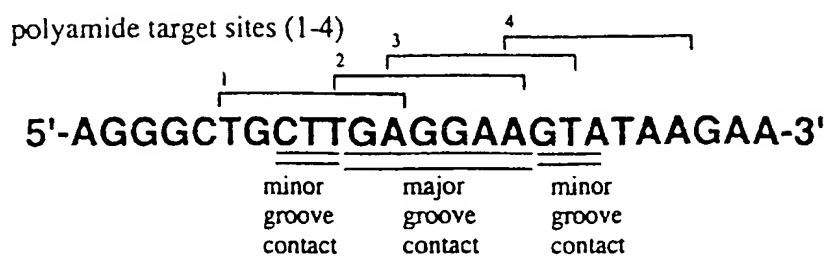 polyamide target sites (1-4)
4
3
2
1
5'-AGGGCTGCTTGAGGAAGTATAAGAA-3'
minor major minor
groove groove groove
contact contact contact